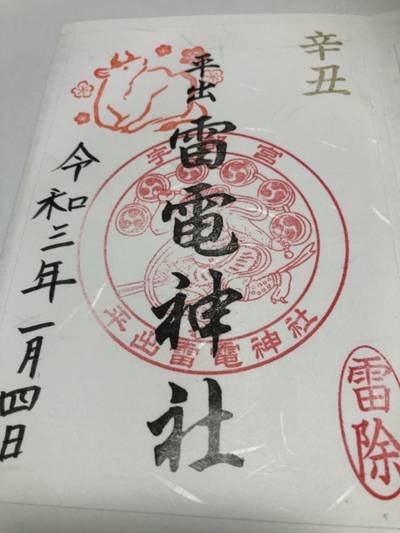 辛丑
平出
雷電神社
宇都宮
平出雷電神社
雷除
令和三年一月四日